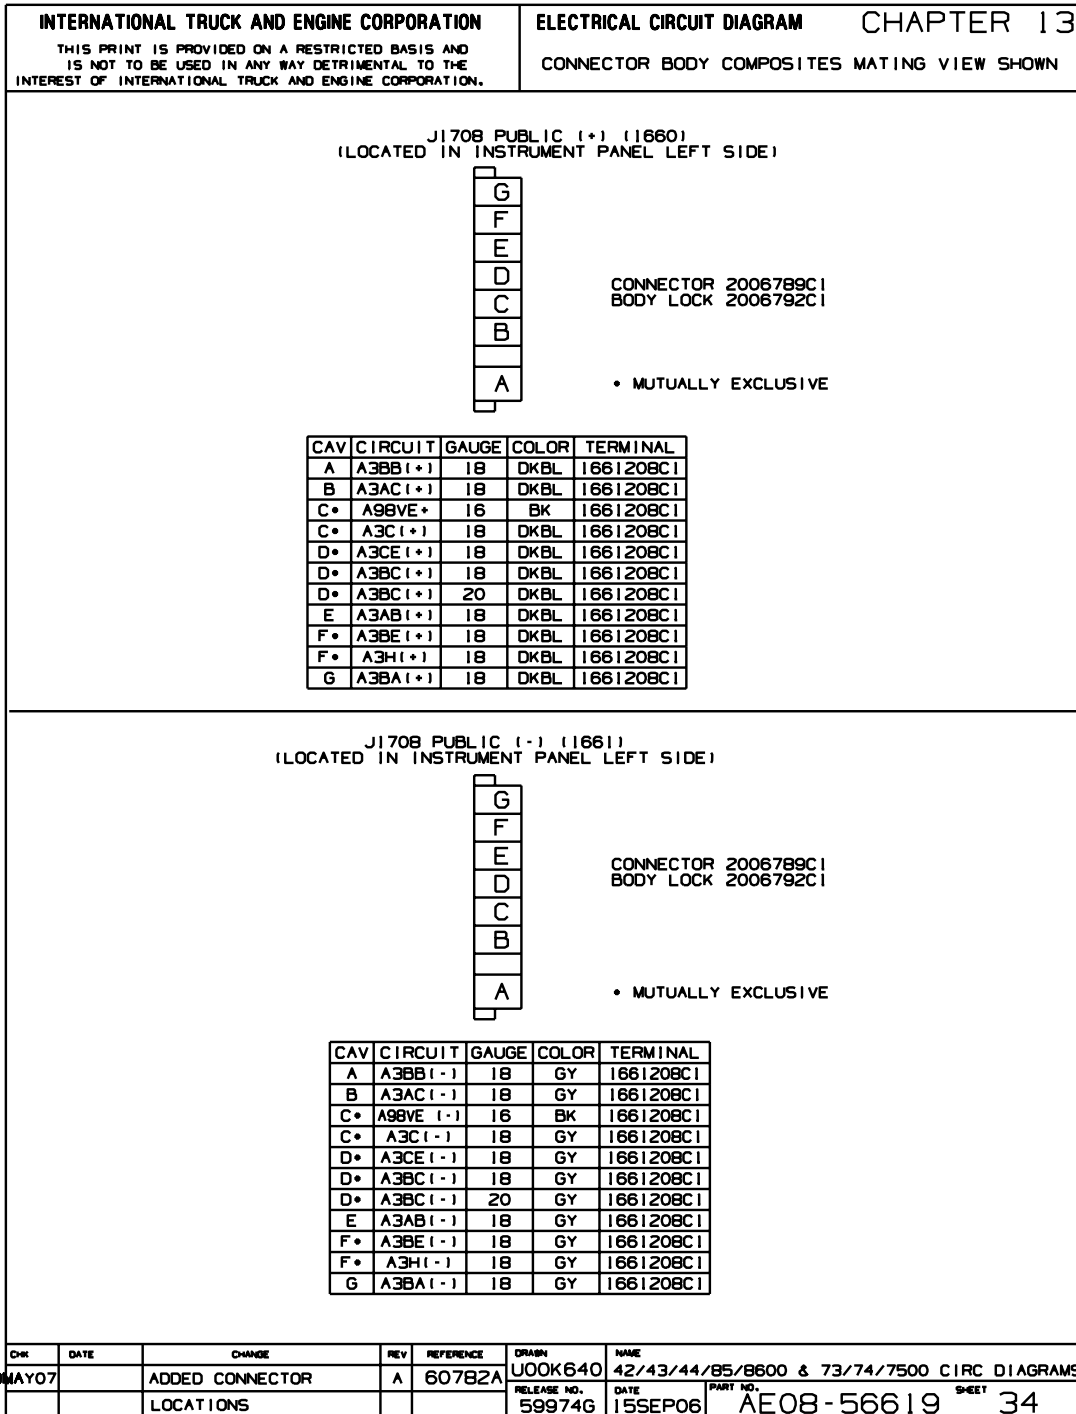 INTERNATIONAL TRUCK AND ENGINE CORPORATION
THIS PRINT IS PROVIDED ON A RESTRICTED BASIS AND
IS NOT TO BE USED IN ANY WAY DETRIMENTAL TO THE
INTEREST OF INTERNATIONAL TRUCK AND ENGINE CORPORATION.
ELECTRICAL CIRCUIT DIAGRAM CHAPTER 13
CONNECTOR BODY COMPOSITES MATING VIEW SHOWN
J1708 PUBLIC (+) (1660)
(LOCATED IN INSTRUMENT PANEL LEFT SIDE)
G
F
E
D
C
B
A
CONNECTOR 2006789C1
BODY LOCK 2006792C1
• MUTUALLY EXCLUSIVE
CAV CIRCUIT GAUGE COLOR TERMINAL
A A3BB(+) 18 DKBL 1661208C1
B A3AC(+) 18 DKBL 1661208C1
C• A98VE+ 16 BK 1661208C1
C• A3C(+) 18 DKBL 1661208C1
D• A3CE(+) 18 DKBL 1661208C1
D• A3BC(+) 18 DKBL 1661208C1
D• A3BC(+) 20 DKBL 1661208C1
E A3AB(+) 18 DKBL 1661208C1
F• A3BE(+) 18 DKBL 1661208C1
F• A3H(+) 18 DKBL 1661208C1
G A3BA(+) 18 DKBL 1661208C1
J1708 PUBLIC (-) (1661)
(LOCATED IN INSTRUMENT PANEL LEFT SIDE)
G
F
E
D
C
B
A
CONNECTOR 2006789C1
BODY LOCK 2006792C1
• MUTUALLY EXCLUSIVE
CAV CIRCUIT GAUGE COLOR TERMINAL
A A3BB(-) 18 GY 1661208C1
B A3AC(-) 18 GY 1661208C1
C• A98VE (-) 16 BK 1661208C1
C• A3C(-) 18 GY 1661208C1
D• A3CE(-) 18 GY 1661208C1
D• A3BC(-) 18 GY 1661208C1
D• A3BC(-) 20 GY 1661208C1
E A3AB(-) 18 GY 1661208C1
F• A3BE(-) 18 GY 1661208C1
F• A3H(-) 18 GY 1661208C1
G A3BA(-) 18 GY 1661208C1
CHK DATE CHANGE REV REFERENCE
MAY07 ADDED CONNECTOR A 60782A
LOCATIONS
DRAWN
U00K640
NAME
42/43/44/85/8600 & 73/74/7500 CIRC DIAGRAMS
RELEASE NO.
59974G
DATE
15SEP06
PART NO.
AE08-56619
SHEET
34